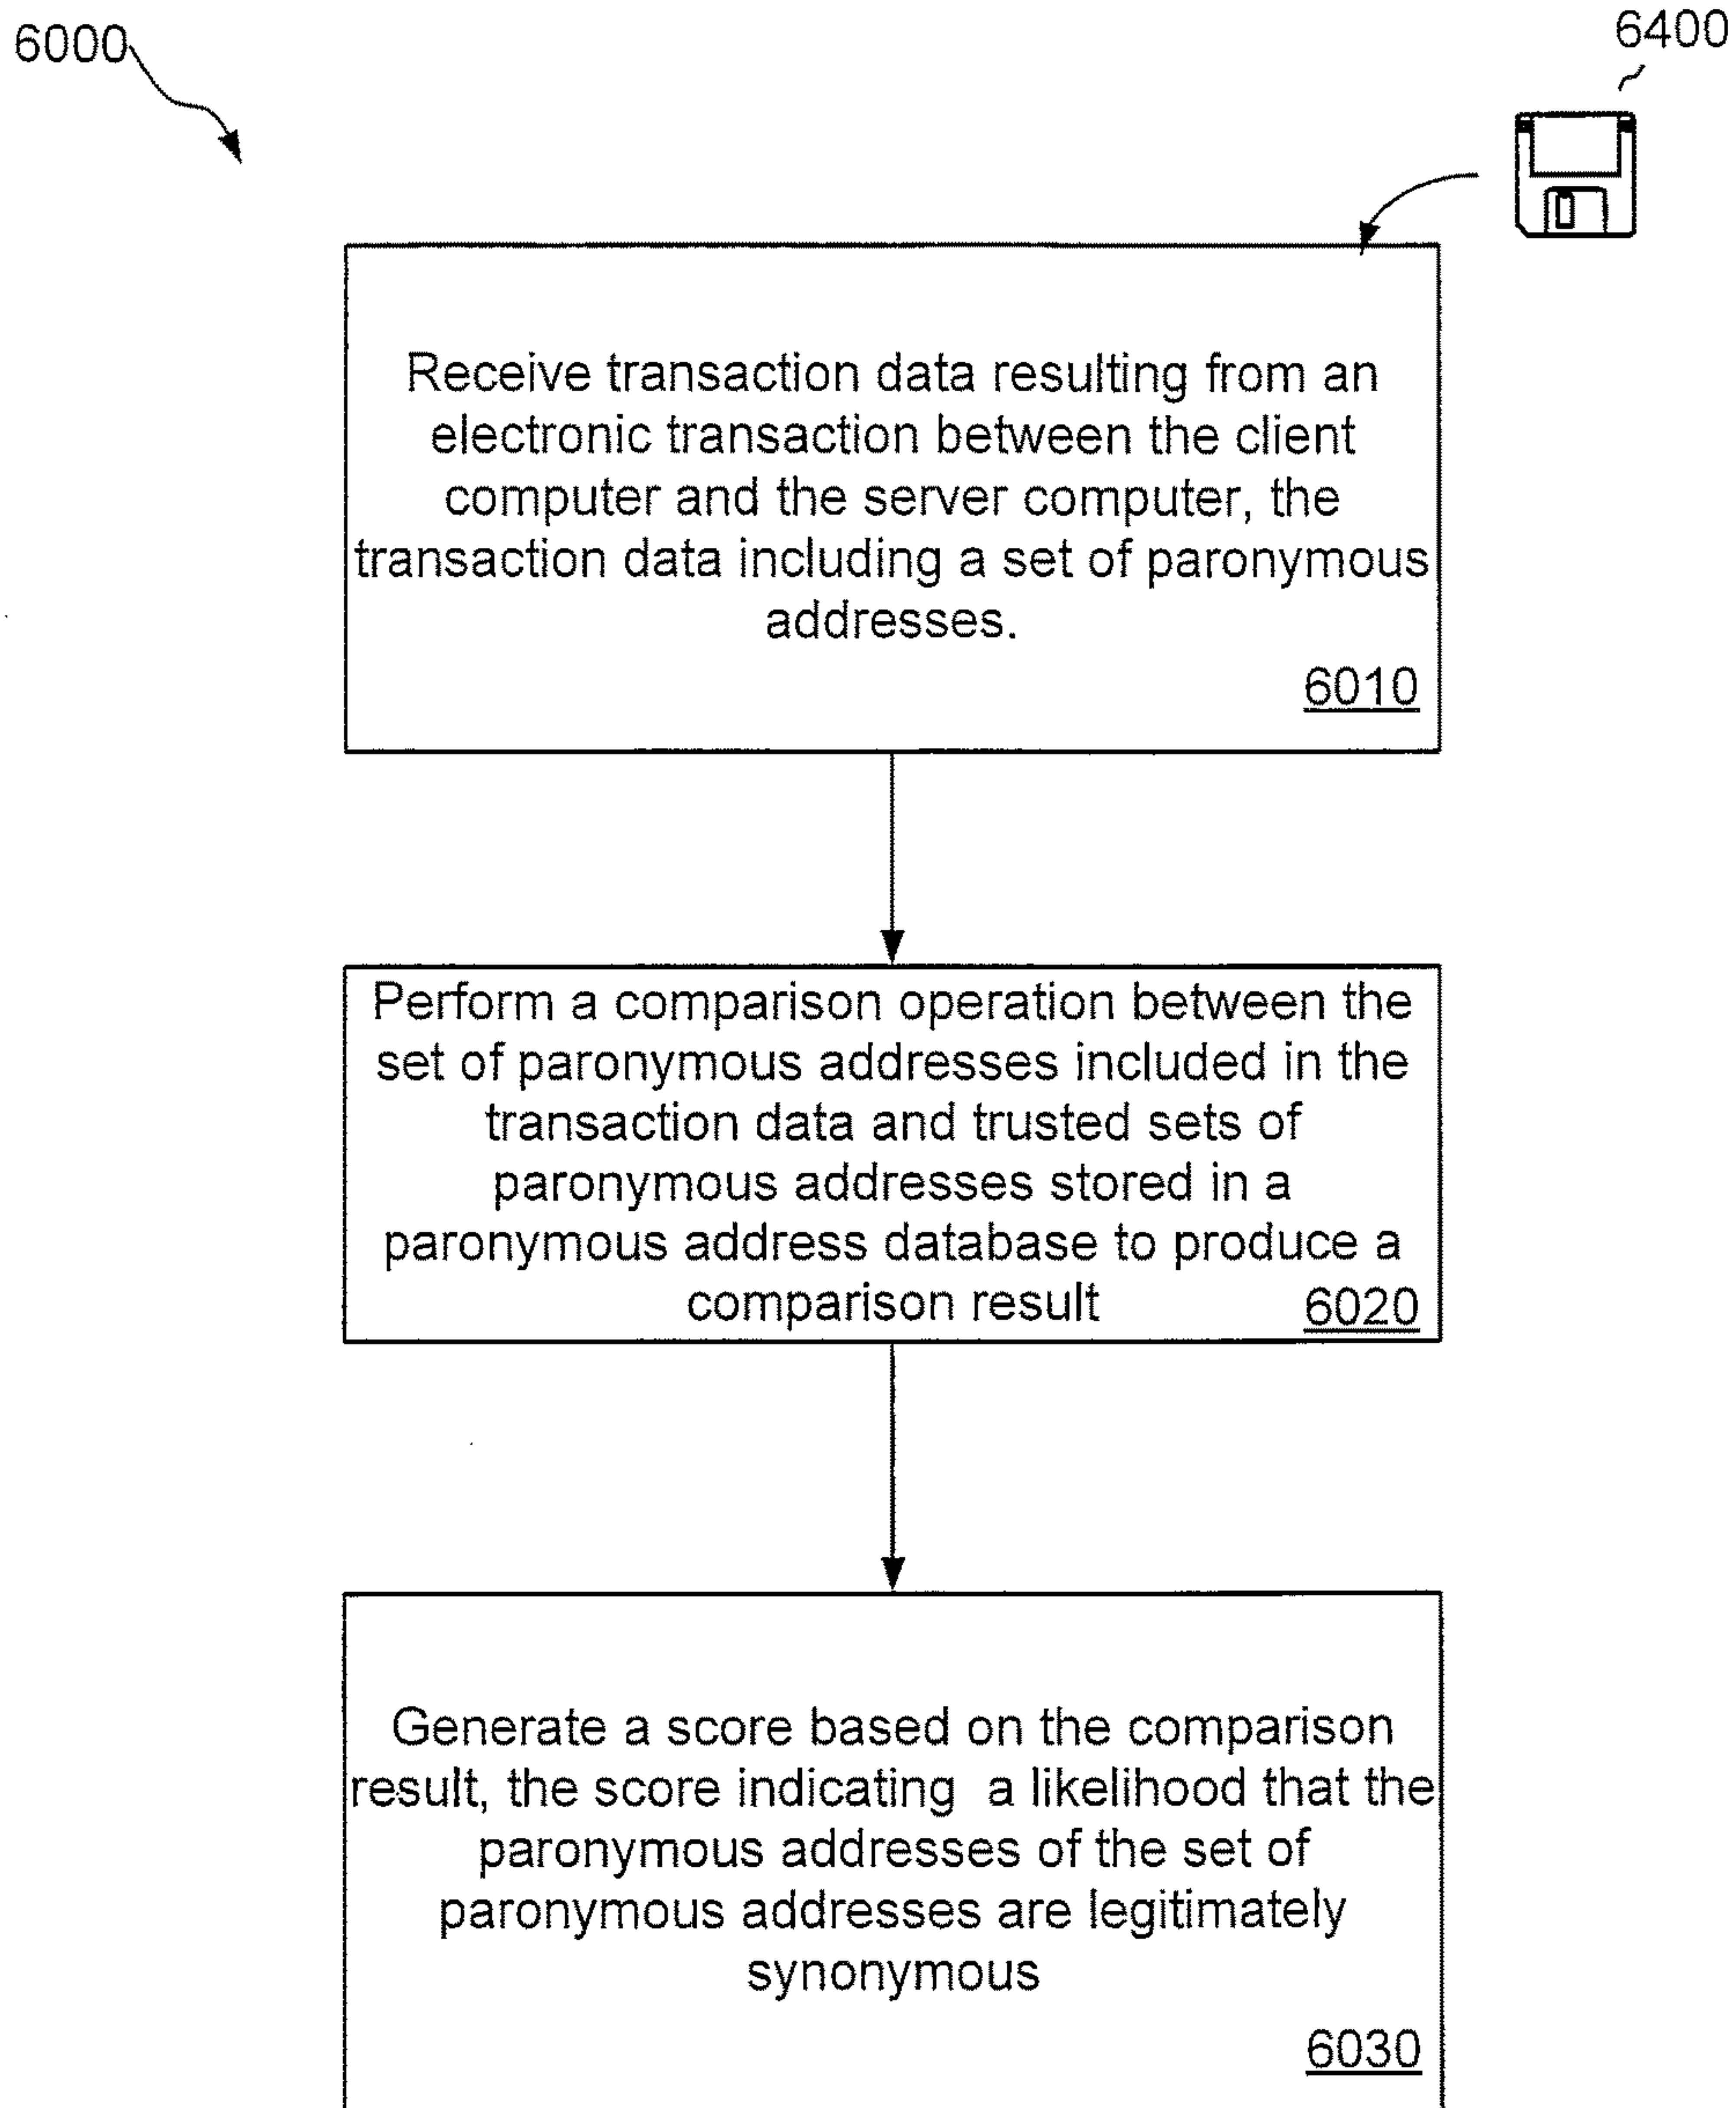 6000
6400
Receive transaction data resulting from an
electronic transaction between the client
computer and the server computer, the
transaction data including a set of paronymous
addresses.
6010
Perform a comparison operation between the
set of paronymous addresses included in the
transaction data and trusted sets of
paronymous addresses stored in a
paronymous address database to produce a
comparison result 6020
Generate a score based on the comparison
result, the score indicating a likelihood that the
paronymous addresses of the set of
paronymous addresses are legitimately
synonymous
6030